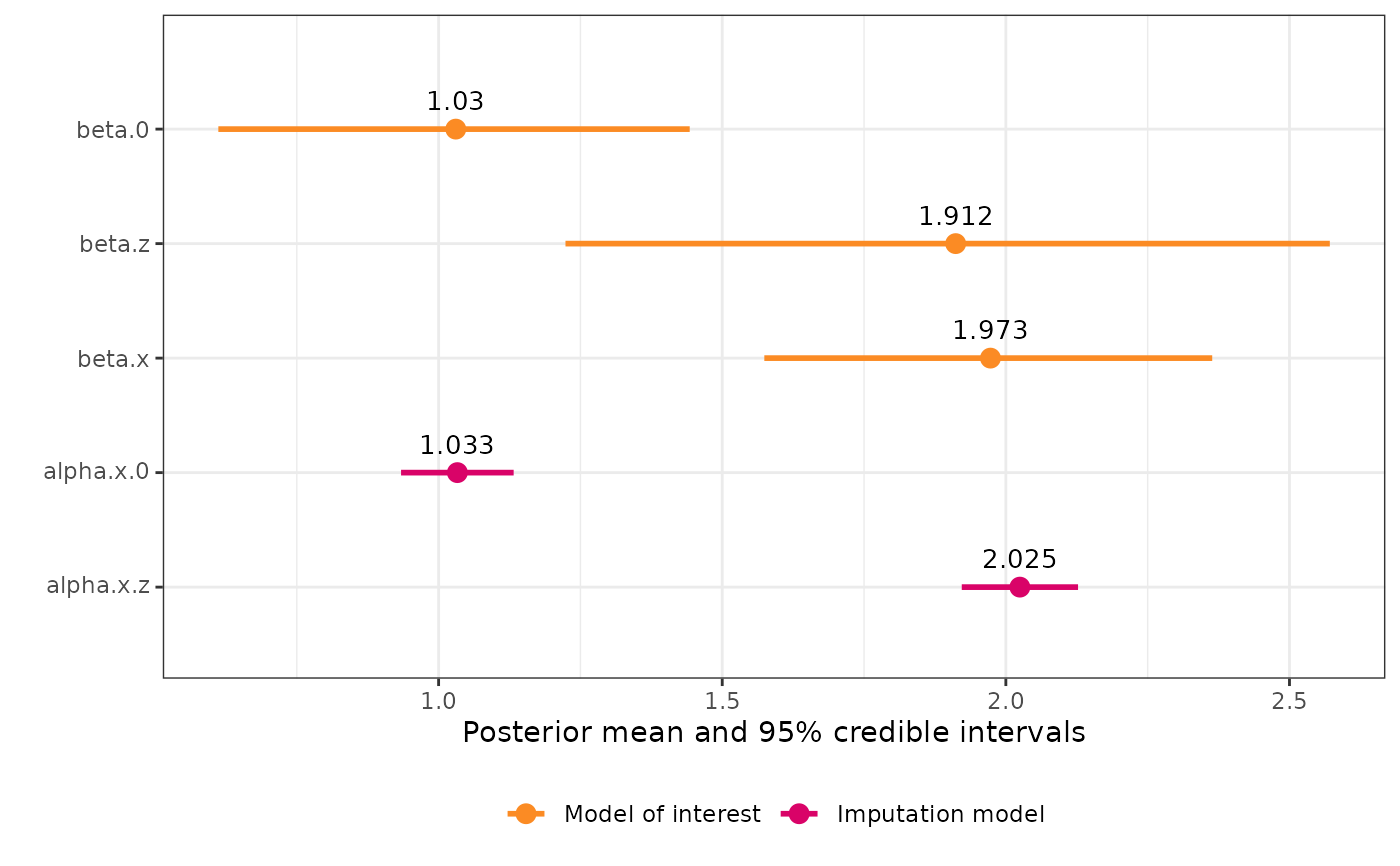 1.03
beta.0
1.912
beta.z
1.973
beta.x
1.033
alpha.x.0
2.025
alpha.x.z
1.0 1.5 2.0 2.5
Posterior mean and 95% credible intervals
Model of interest Imputation model